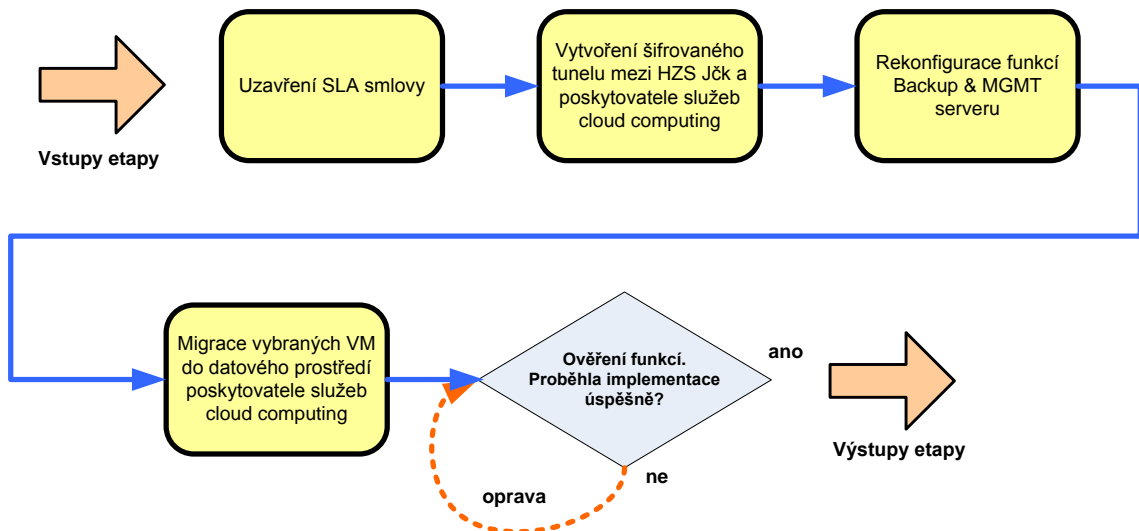 Vstupy etapy
Uzavření SLA smlovy
Vytvoření šifrovaného
tunelu mezi HZS Jčk a
poskytovatele služeb
cloud computing
Rekonfigurace funkcí
Backup & MGMT
serveru
Migrace vybraných VM
do datového prostředí
poskytovatele služeb
cloud computing
Ověření funkcí.
Proběhla implementace
úspěšně?
ano
ne
oprava
Výstupy etapy